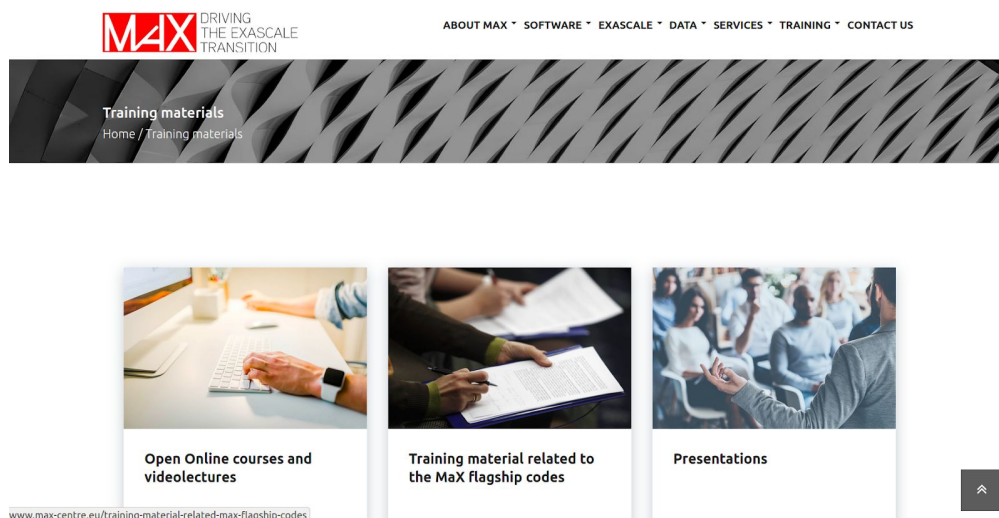 MAX
DRIVING
THE EXASCALE
TRANSITION
ABOUT MAX SOFTWARE EXASCALE DATA SERVICES TRAINING CONTACT US
Training materials
Home / Training materials
Open Online courses and
videolectures
Training material related to
the MaX flagship codes
Presentations
www.max-centre.eu/training-material-related-max-flagship-codes